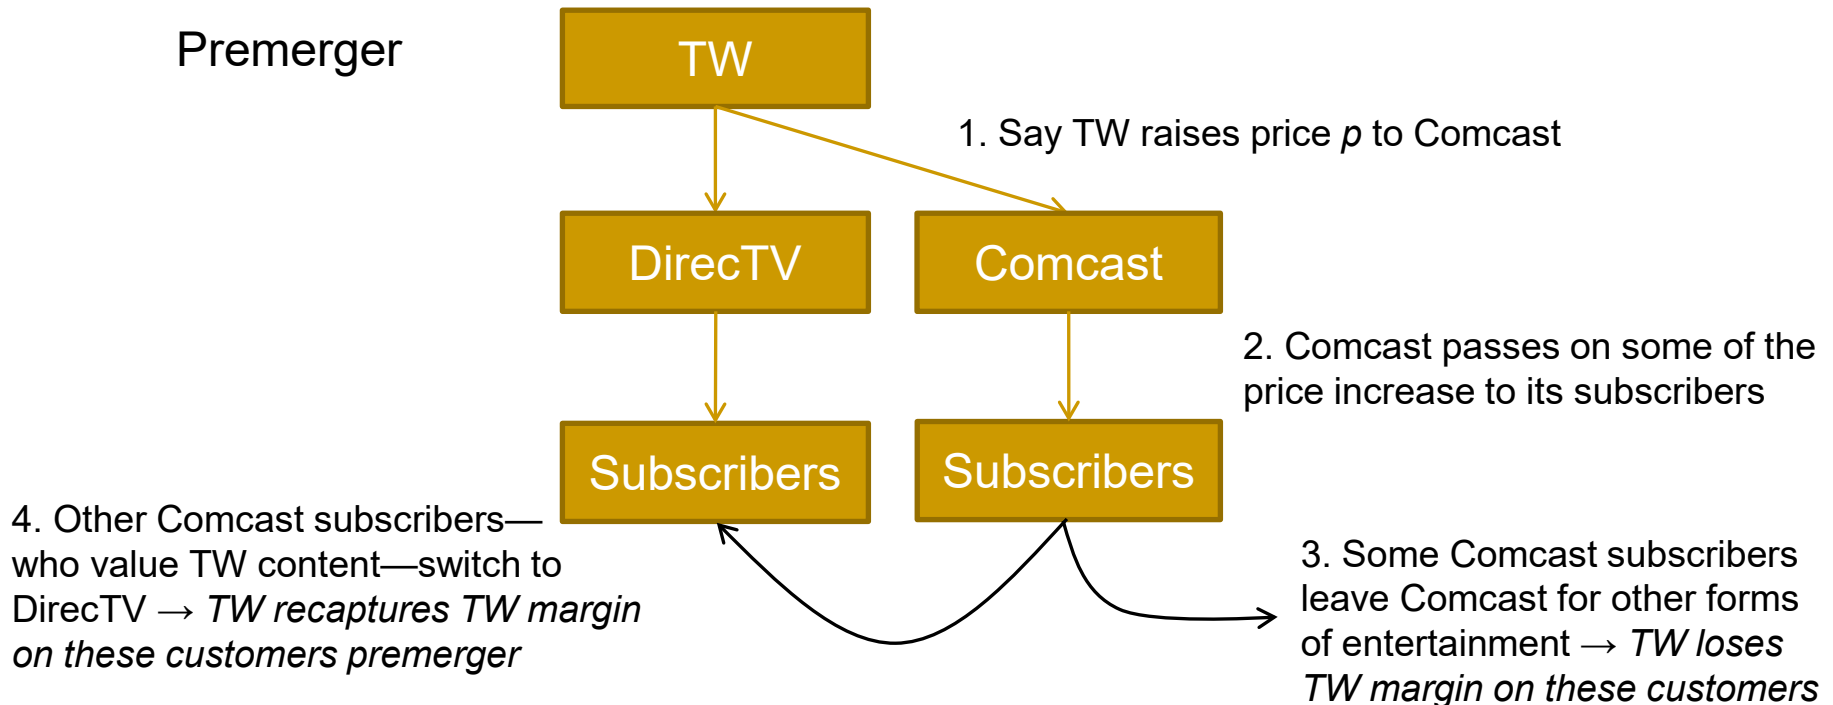 Premerger
TW
1. Say TW raises price p to Comcast
DirecTV
Comcast
2. Comcast passes on some of the
price increase to its subscribers
Subscribers
Subscribers
4. Other Comcast subscribers—
who value TW content—switch to
DirecTV → TW recaptures TW margin
on these customers premerger
3. Some Comcast subscribers
leave Comcast for other forms
of entertainment → TW loses
TW margin on these customers